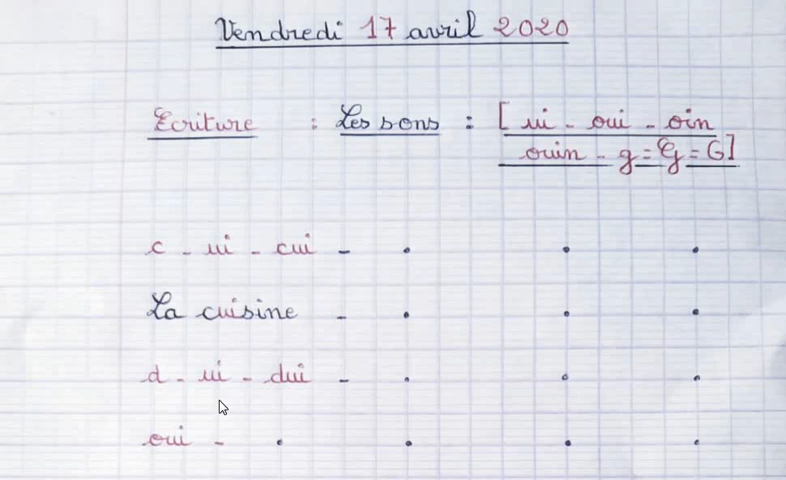 Vendredi 17 avril 2020
Ecriture : Les sons : [ ui - oui - oin
ouin - g = G = G]
c - ui - cui - . . .
La cuisine - . . .
d - ui - dui - . . .
oui - . . . .